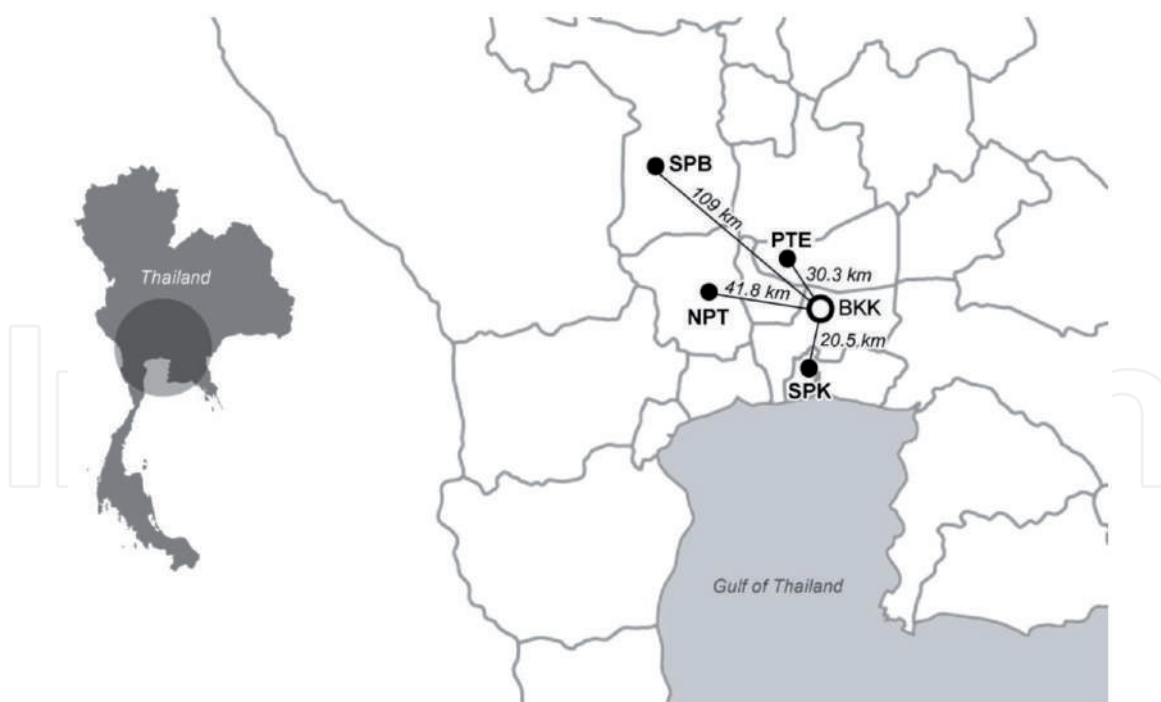 SPB
109 km
PTE
Thailand
30.3 km
41.8 km
BKK
NPT
20.5 km
SPK
Gulf of Thailand